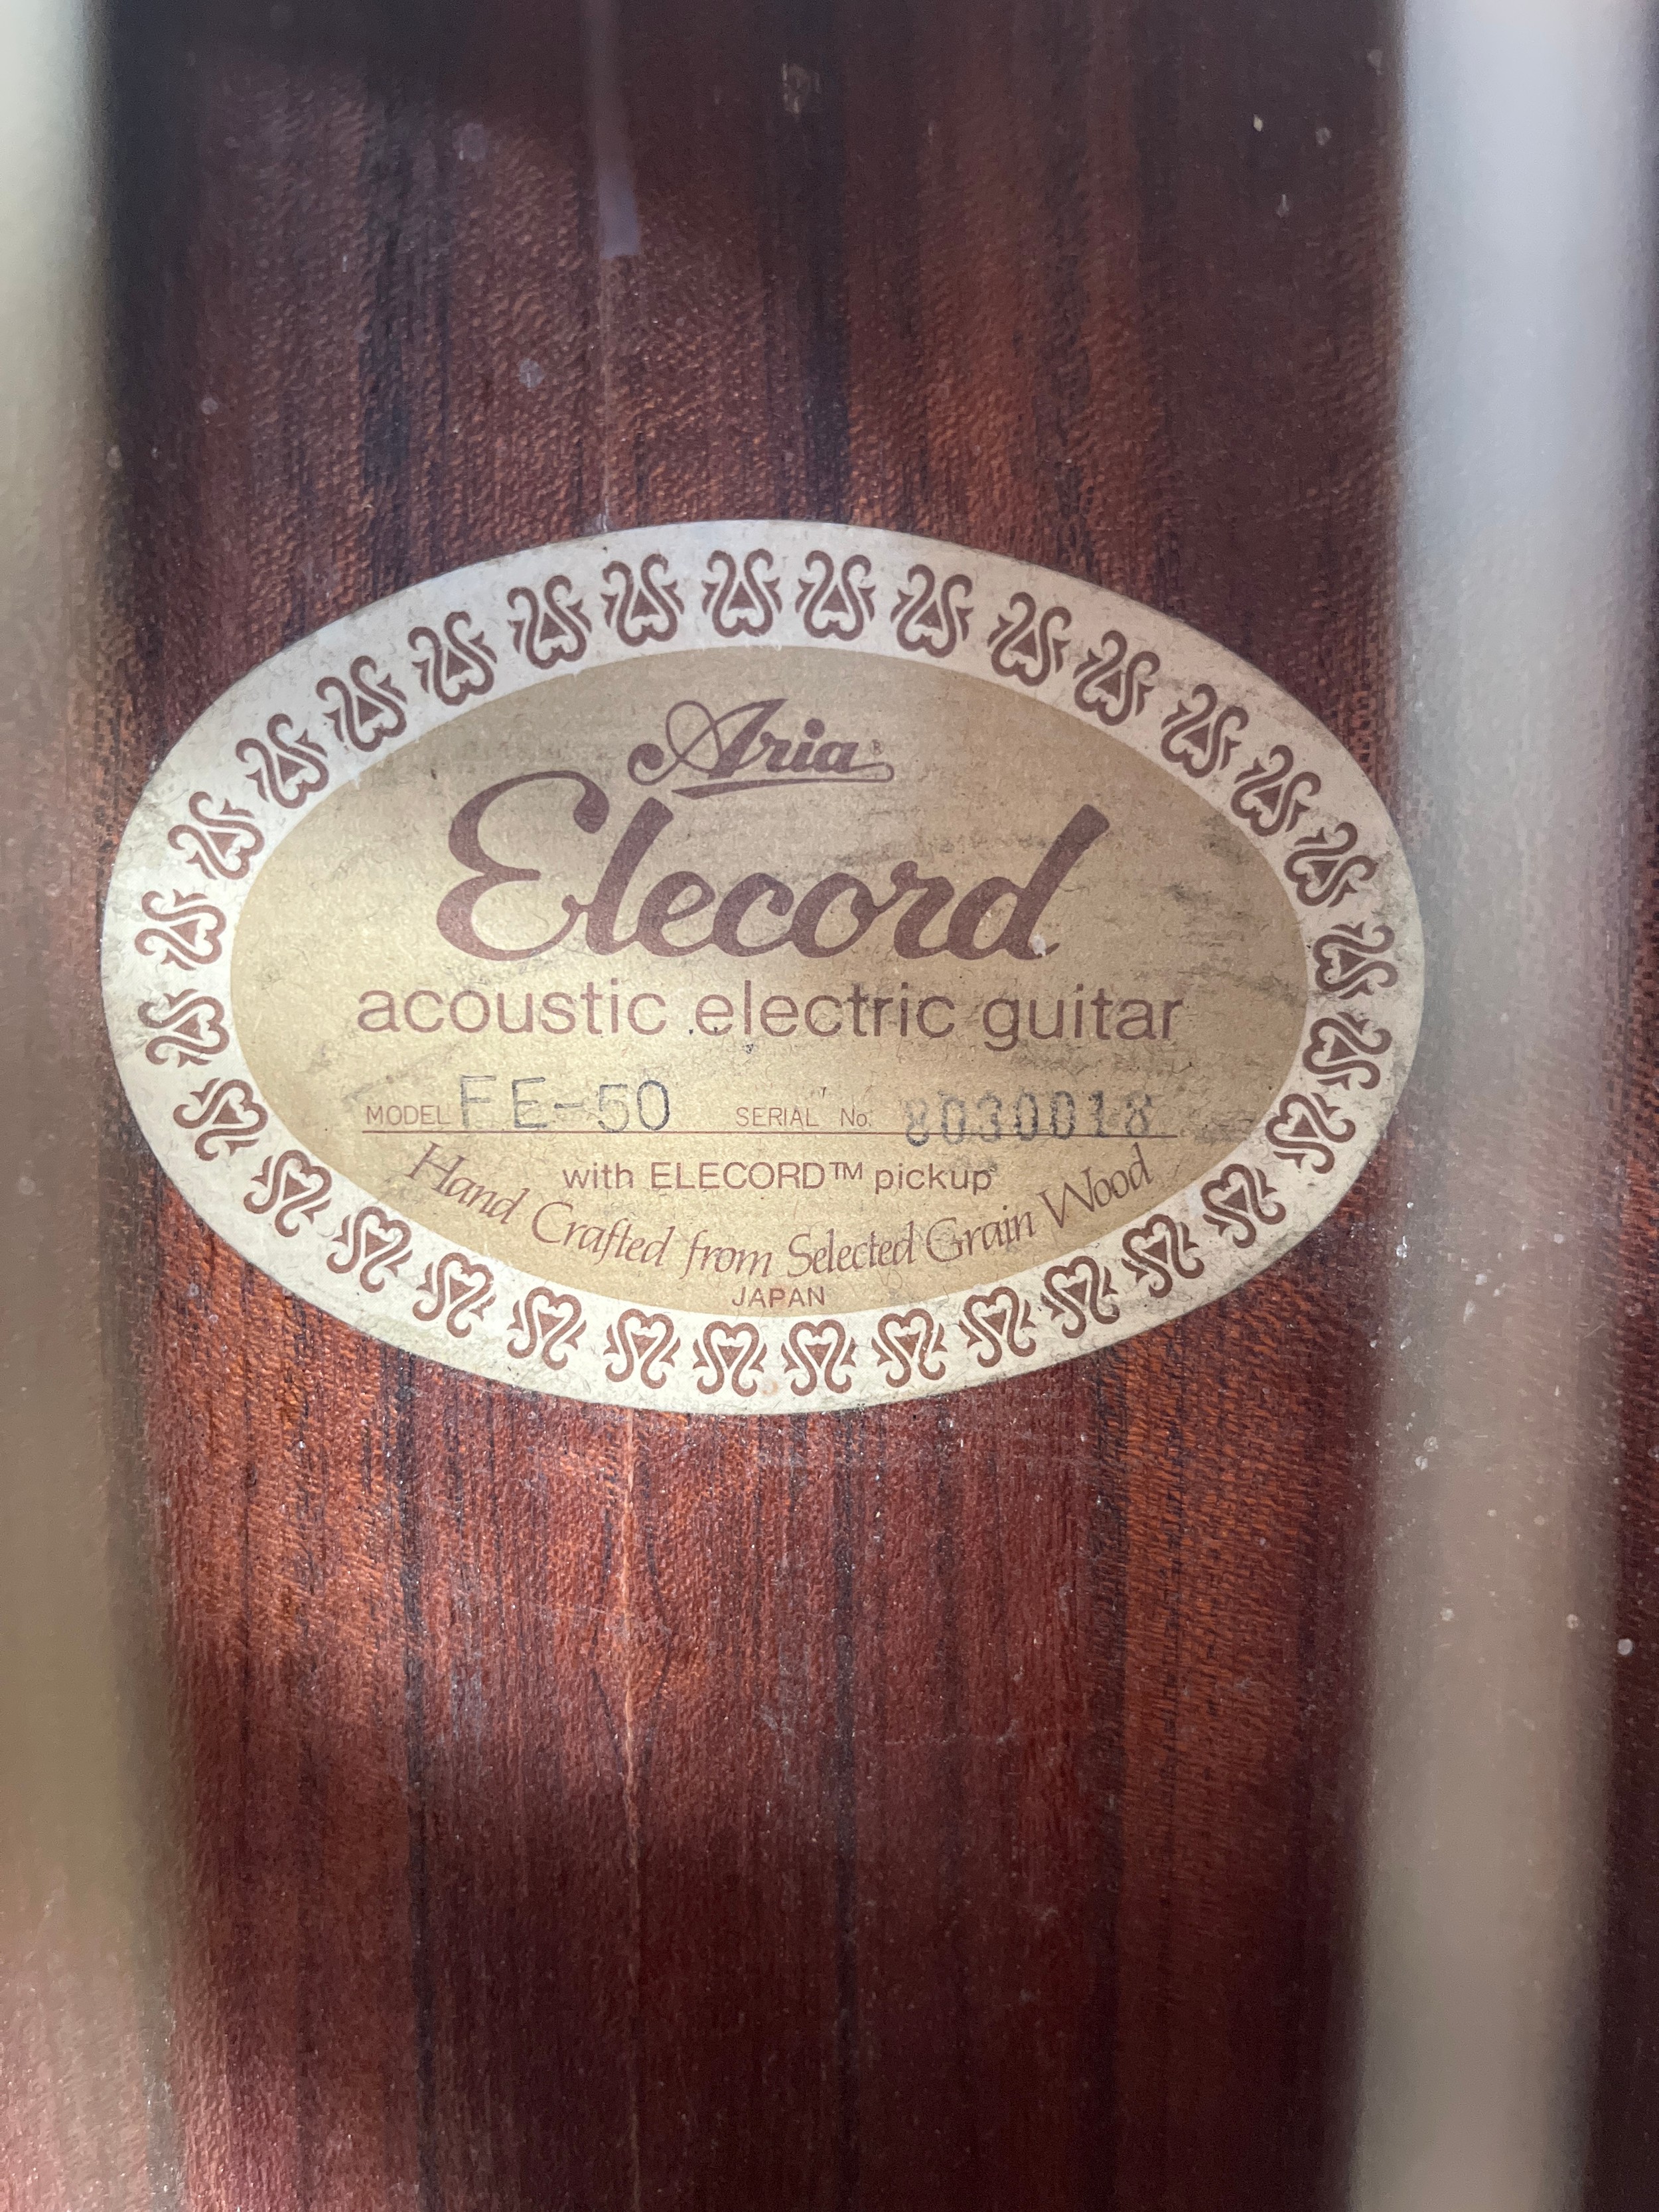 Aria®
Elecord
acoustic electric guitar
MODEL FE-50 SERIAL No. 8030018
with ELECORD™ pickup
Hand Crafted from Selected Grain Wood
JAPAN